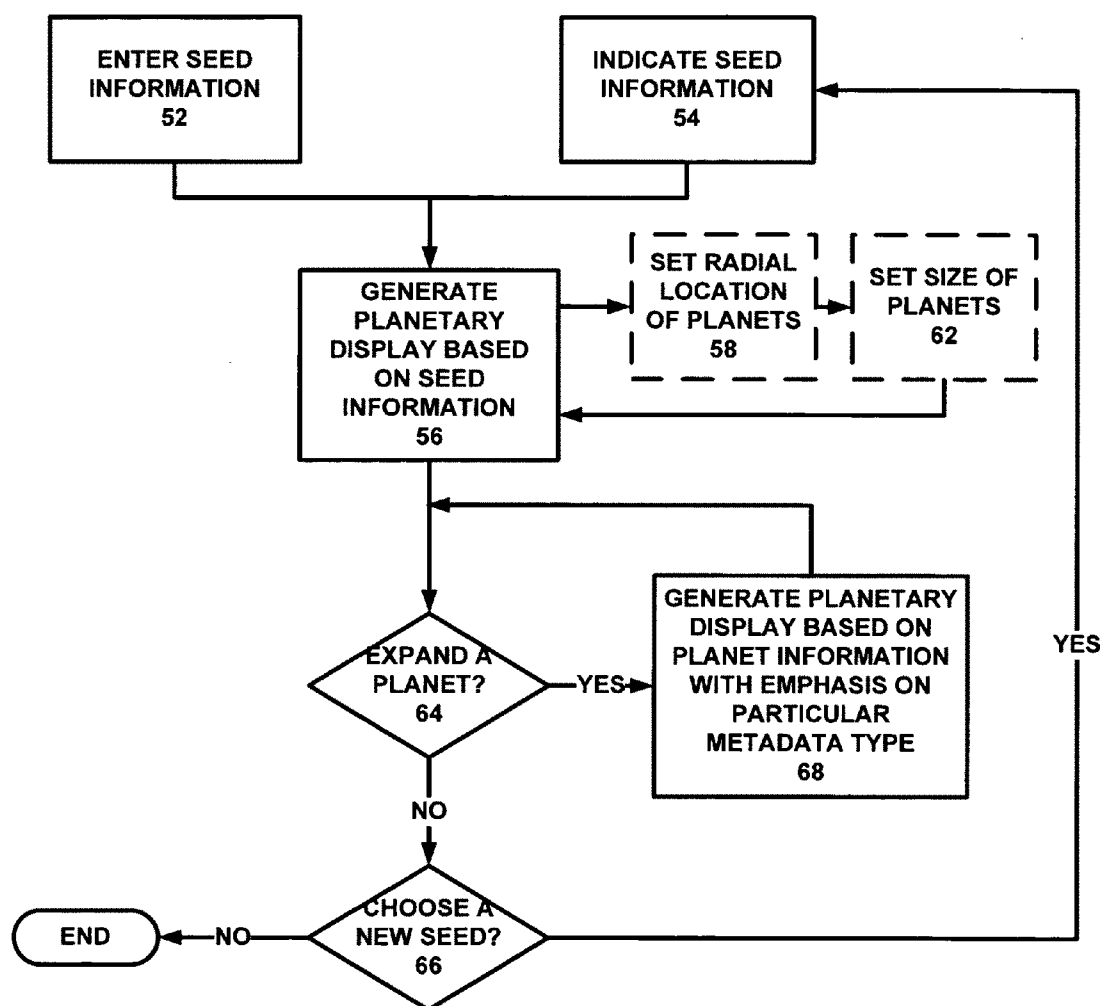 ENTER SEED
INFORMATION
52
INDICATE SEED
INFORMATION
54
GENERATE
PLANETARY
DISPLAY BASED
ON SEED
INFORMATION
56
SET RADIAL
LOCATION
OF PLANETS
58
SET SIZE OF
PLANETS
62
EXPAND A
PLANET?
64
YES
GENERATE PLANETARY
DISPLAY BASED ON
PLANET INFORMATION
WITH EMPHASIS ON
PARTICULAR
METADATA TYPE
68
YES
NO
CHOOSE A
NEW SEED?
66
NO
END